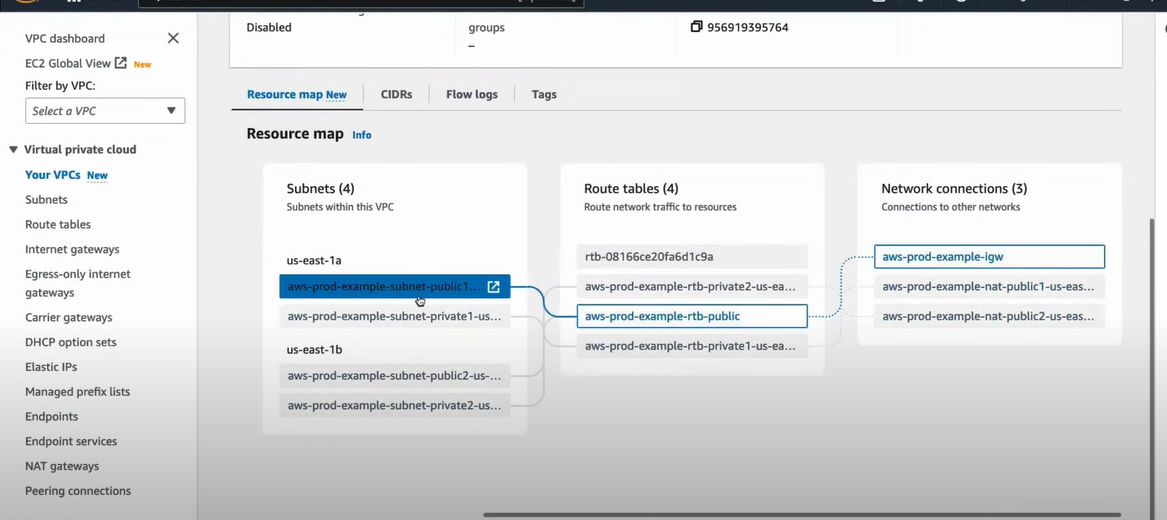 VPC dashboard
EC2 Global View New
Filter by VPC:
Select a VPC
Virtual private cloud
Your VPCs New
Subnets
Route tables
Internet gateways
Egress-only internet
gateways
Carrier gateways
DHCP option sets
Elastic IPs
Managed prefix lists
Endpoints
Endpoint services
NAT gateways
Peering connections
Disabled
groups
–
956919395764
Resource map New
CIDRs
Flow logs
Tags
Resource map Info
Subnets (4)
Subnets within this VPC
us-east-1a
aws-prod-example-subnet-public1...
aws-prod-example-subnet-private1-us...
us-east-1b
aws-prod-example-subnet-public2-us-...
aws-prod-example-subnet-private2-us...
Route tables (4)
Route network traffic to resources
rtb-08166ce20fa6d1c9a
aws-prod-example-rtb-private2-us-ea...
aws-prod-example-rtb-public
aws-prod-example-rtb-private1-us-ea...
Network connections (3)
Connections to other networks
aws-prod-example-igw
aws-prod-example-nat-public1-us-eas...
aws-prod-example-nat-public2-us-eas...